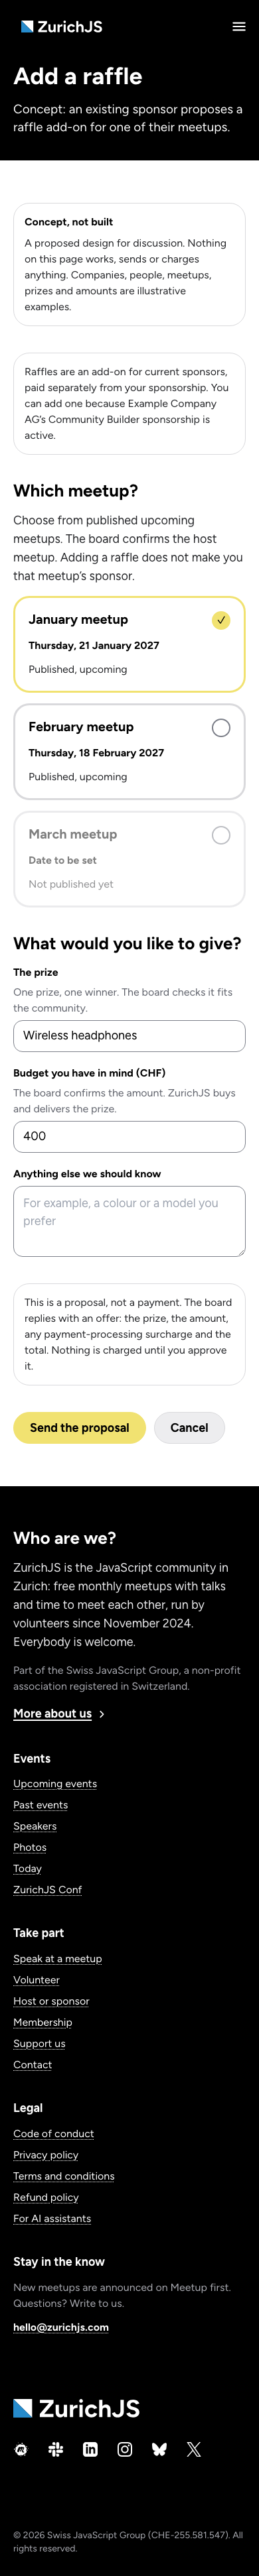 ZurichJS
Add a raffle
Concept: an existing sponsor proposes a
raffle add-on for one of their meetups.
Concept, not built
A proposed design for discussion. Nothing
on this page works, sends or charges
anything. Companies, people, meetups,
prizes and amounts are illustrative
examples.
Raffles are an add-on for current sponsors,
paid separately from your sponsorship. You
can add one because Example Company
AG's Community Builder sponsorship is
active.
Which meetup?
Choose from published upcoming
meetups. The board confirms the host
meetup. Adding a raffle does not make you
that meetup's sponsor.
January meetup
Thursday, 21 January 2027
Published, upcoming
February meetup
Thursday, 18 February 2027
Published, upcoming
March meetup
Date to be set
Not published yet
What would you like to give?
The prize
One prize, one winner. The board checks it fits
the community.
Wireless headphones
Budget you have in mind (CHF)
The board confirms the amount. ZurichJS buys
and delivers the prize.
400
Anything else we should know
For example, a colour or a model you
prefer
This is a proposal, not a payment. The board
replies with an offer: the prize, the amount,
any payment-processing surcharge and the
total. Nothing is charged until you approve
it.
Send the proposal
Cancel
Who are we?
ZurichJS is the JavaScript community in
Zurich: free monthly meetups with talks
and time to meet each other, run by
volunteers since November 2024.
Everybody is welcome.
Part of the Swiss JavaScript Group, a non-profit
association registered in Switzerland.
More about us
Events
Upcoming events
Past events
Speakers
Photos
Today
ZurichJS Conf
Take part
Speak at a meetup
Volunteer
Host or sponsor
Membership
Support us
Contact
Legal
Code of conduct
Privacy policy
Terms and conditions
Refund policy
For AI assistants
Stay in the know
New meetups are announced on Meetup first.
Questions? Write to us.
hello@zurichjs.com
ZurichJS
© 2026 Swiss JavaScript Group (CHE-255.581.547). All
rights reserved.